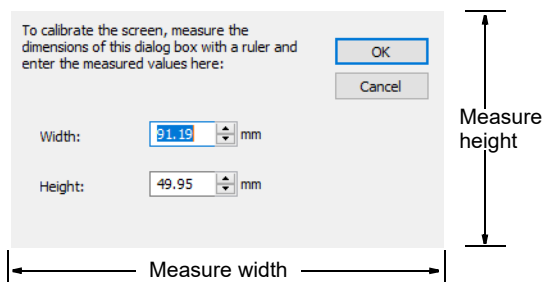 To calibrate the screen, measure the
dimensions of this dialog box with a ruler and
enter the measured values here:
OK
Cancel
Width:
91.19
mm
Height:
49.95
mm
Measure
height
Measure width